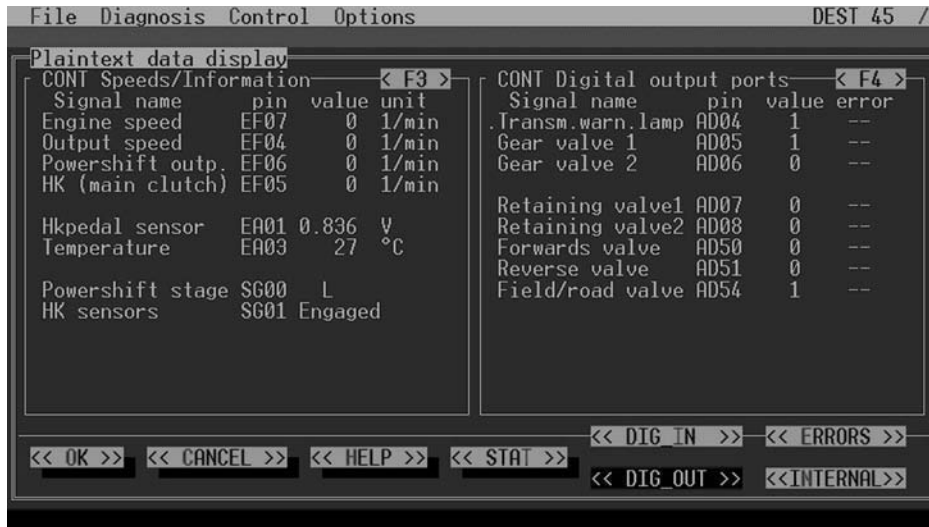 File Diagnosis Control Options DEST 45 /
Plaintext data display
CONT Speeds/Information < F3 >
Signal name pin value unit
Engine speed EF07 0 1/min
Output speed EF04 0 1/min
Powershift outp. EF06 0 1/min
HK (main clutch) EF05 0 1/min
Hkpedal sensor EA01 0.836 V
Temperature EA03 27 °C
Powershift stage SG00 L
HK sensors SG01 Engaged
CONT Digital output ports < F4 >
Signal name pin value error
.Transm.warn.lamp AD04 1 --
Gear valve 1 AD05 1 --
Gear valve 2 AD06 0 --
Retaining valve1 AD07 0 --
Retaining valve2 AD08 0 --
Forwards valve AD50 0 --
Reverse valve AD51 0 --
Field/road valve AD54 1 --
<< DIG_IN >> << ERRORS >>
<< OK >> << CANCEL >> << HELP >> << STAT >>
<< DIG_OUT >> <<INTERNAL>>